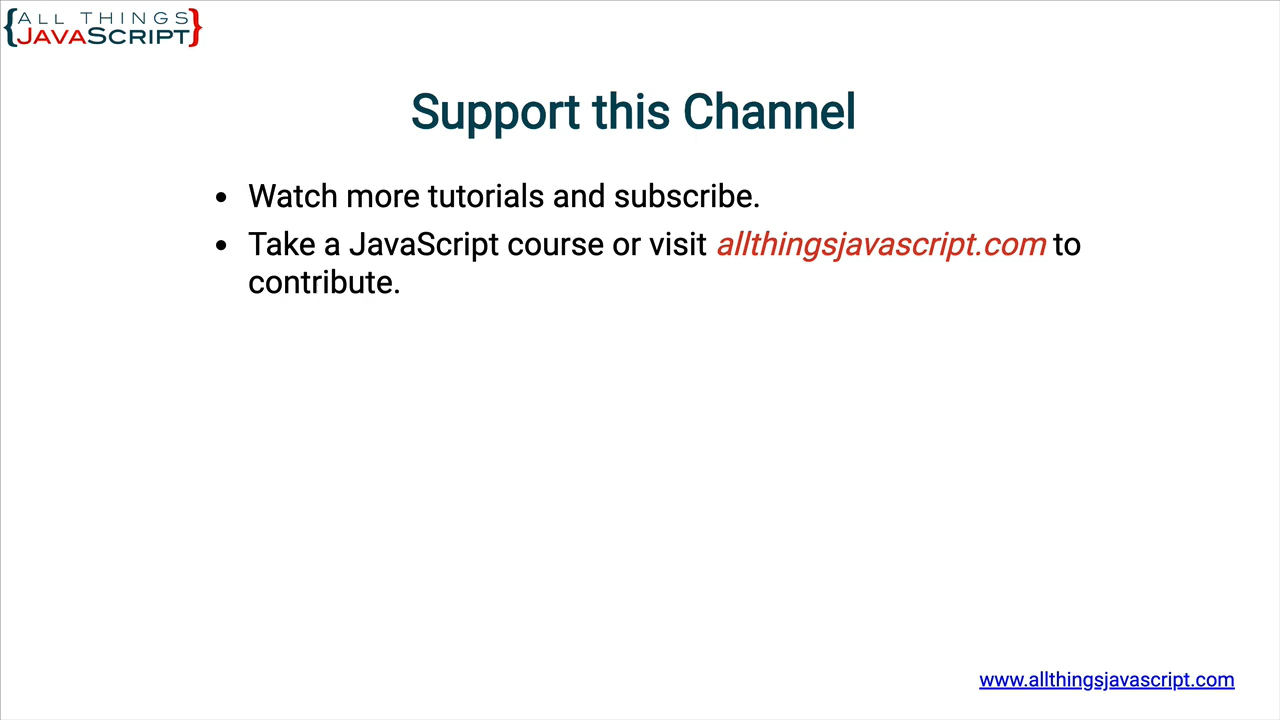 {ALL THINGS
JAVASCRIPT}
Support this Channel
• Watch more tutorials and subscribe.
• Take a JavaScript course or visit allthingsjavascript.com to
contribute.
www.allthingsjavascript.com